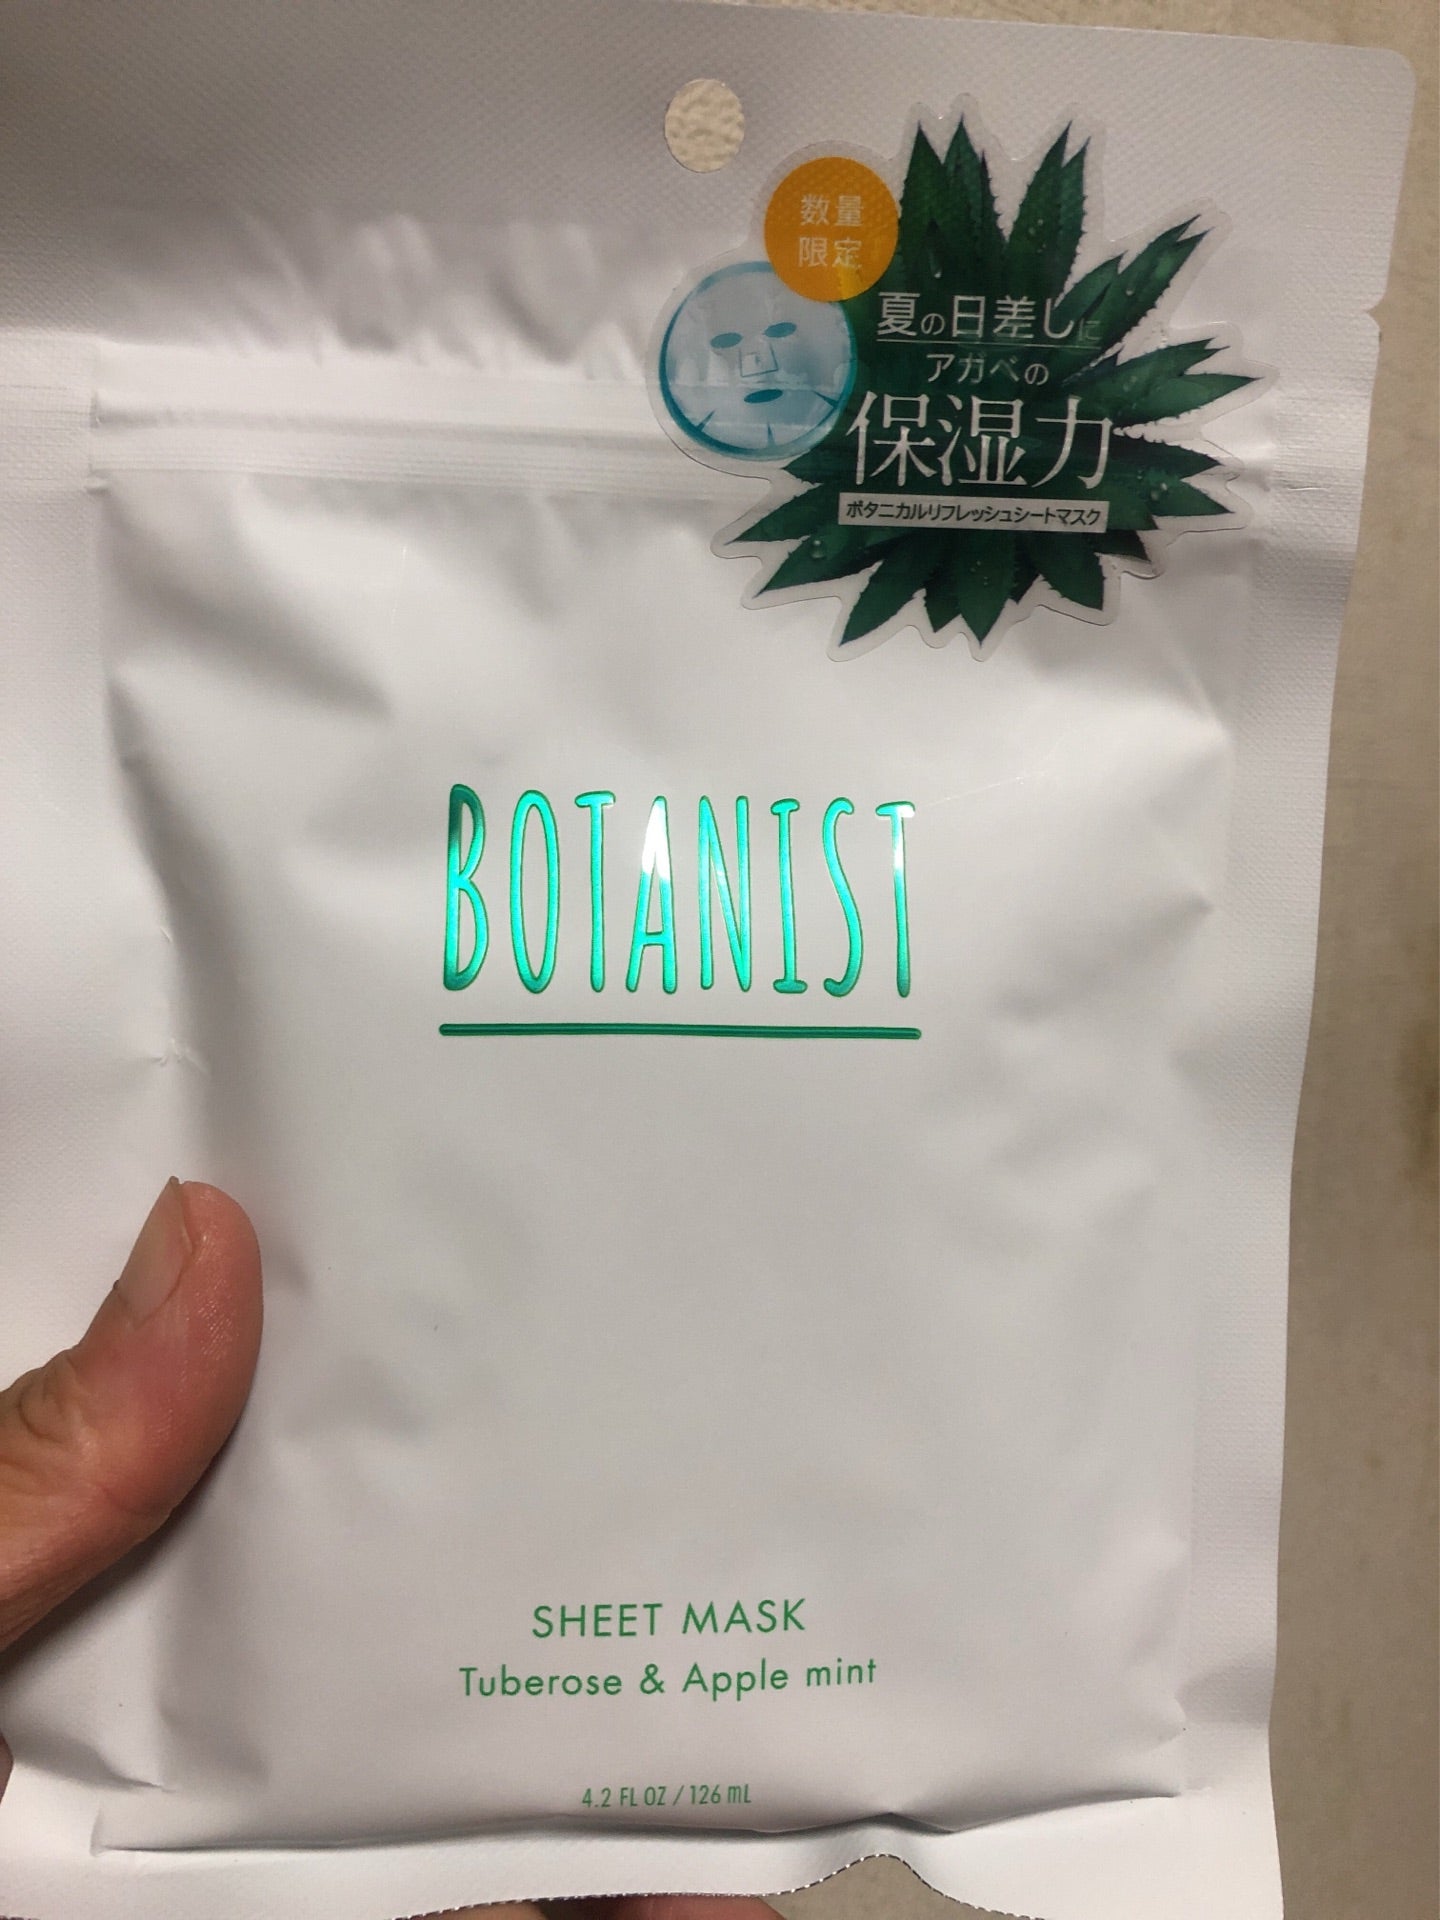 数量
限定
夏の日差しに
アガベの
保湿力
ボタニカルリフレッシュシートマスク
BOTANIST
SHEET MASK
Tuberose & Apple mint
4.2 FL OZ / 126 mL